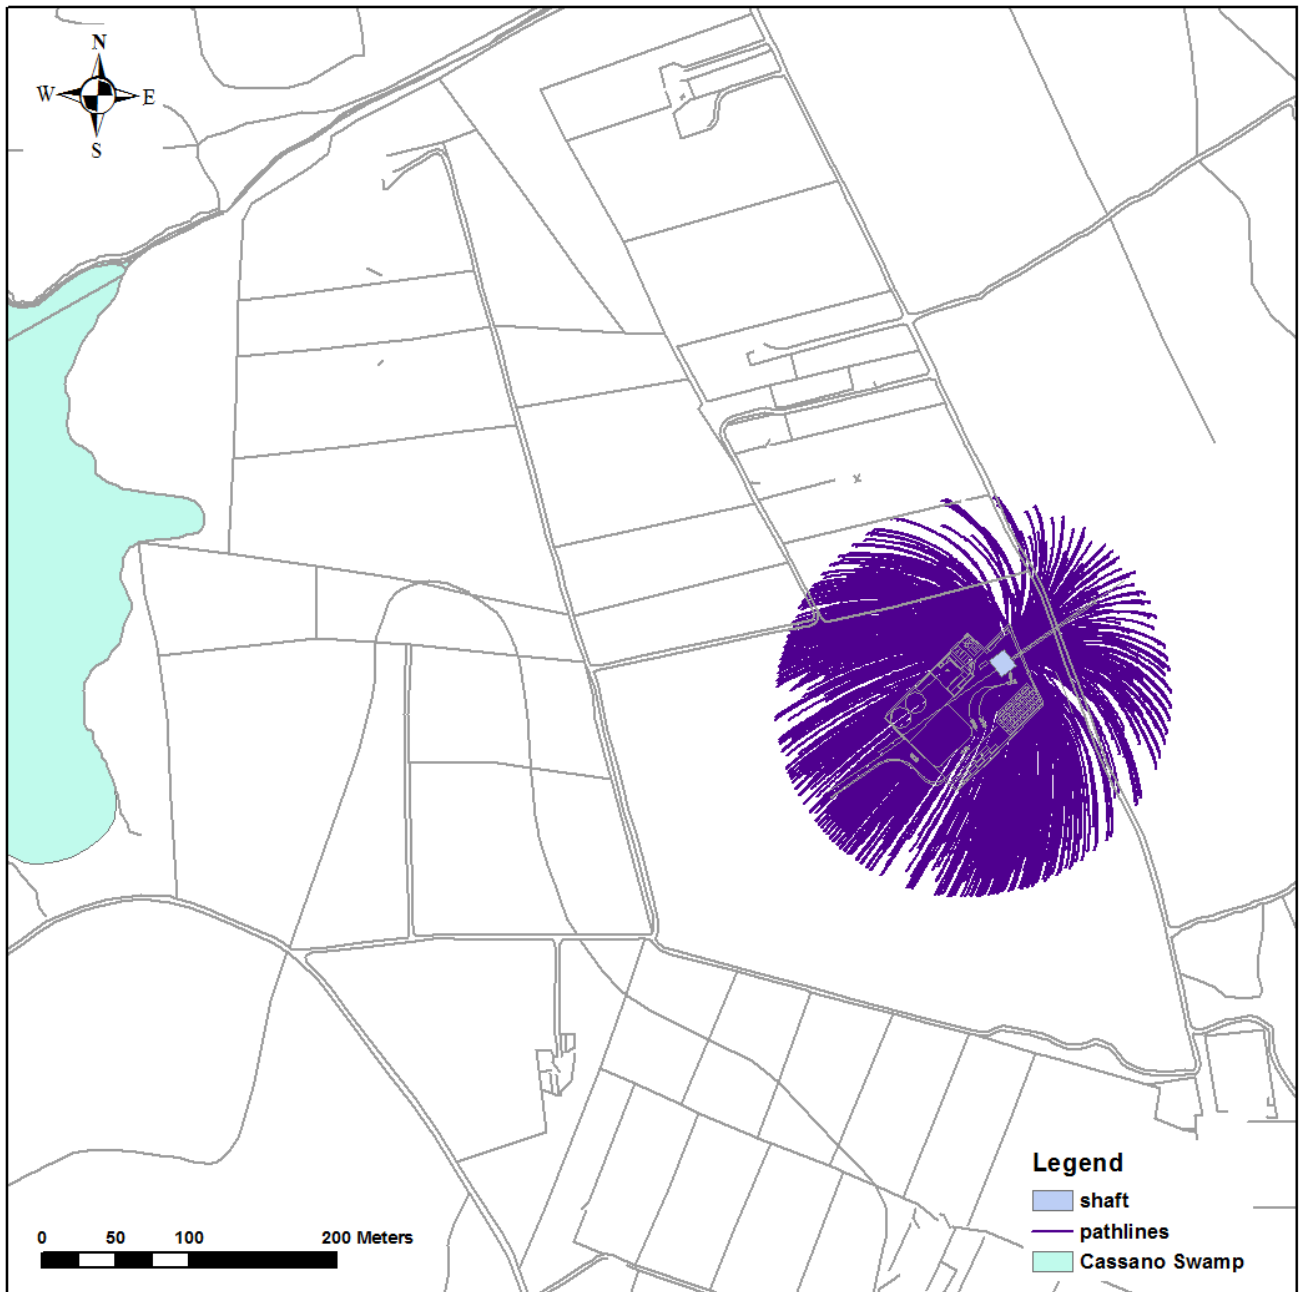 N
W E
S
Legend
shaft
pathlines
Cassano Swamp
0 50 100 200 Meters